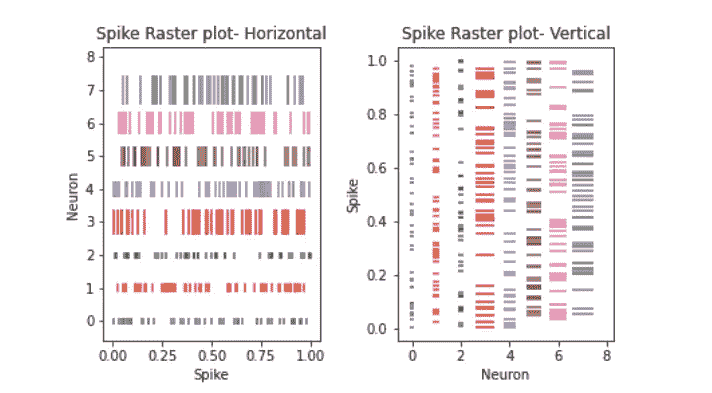 Spike Raster plot- Horizontal
8
7
6
5
4
3
2
1
0
Neuron
0.00 0.25 0.50 0.75 1.00
Spike
Spike Raster plot- Vertical
1.0
0.8
0.6
0.4
0.2
0.0
Spike
0 2 4 6 8
Neuron